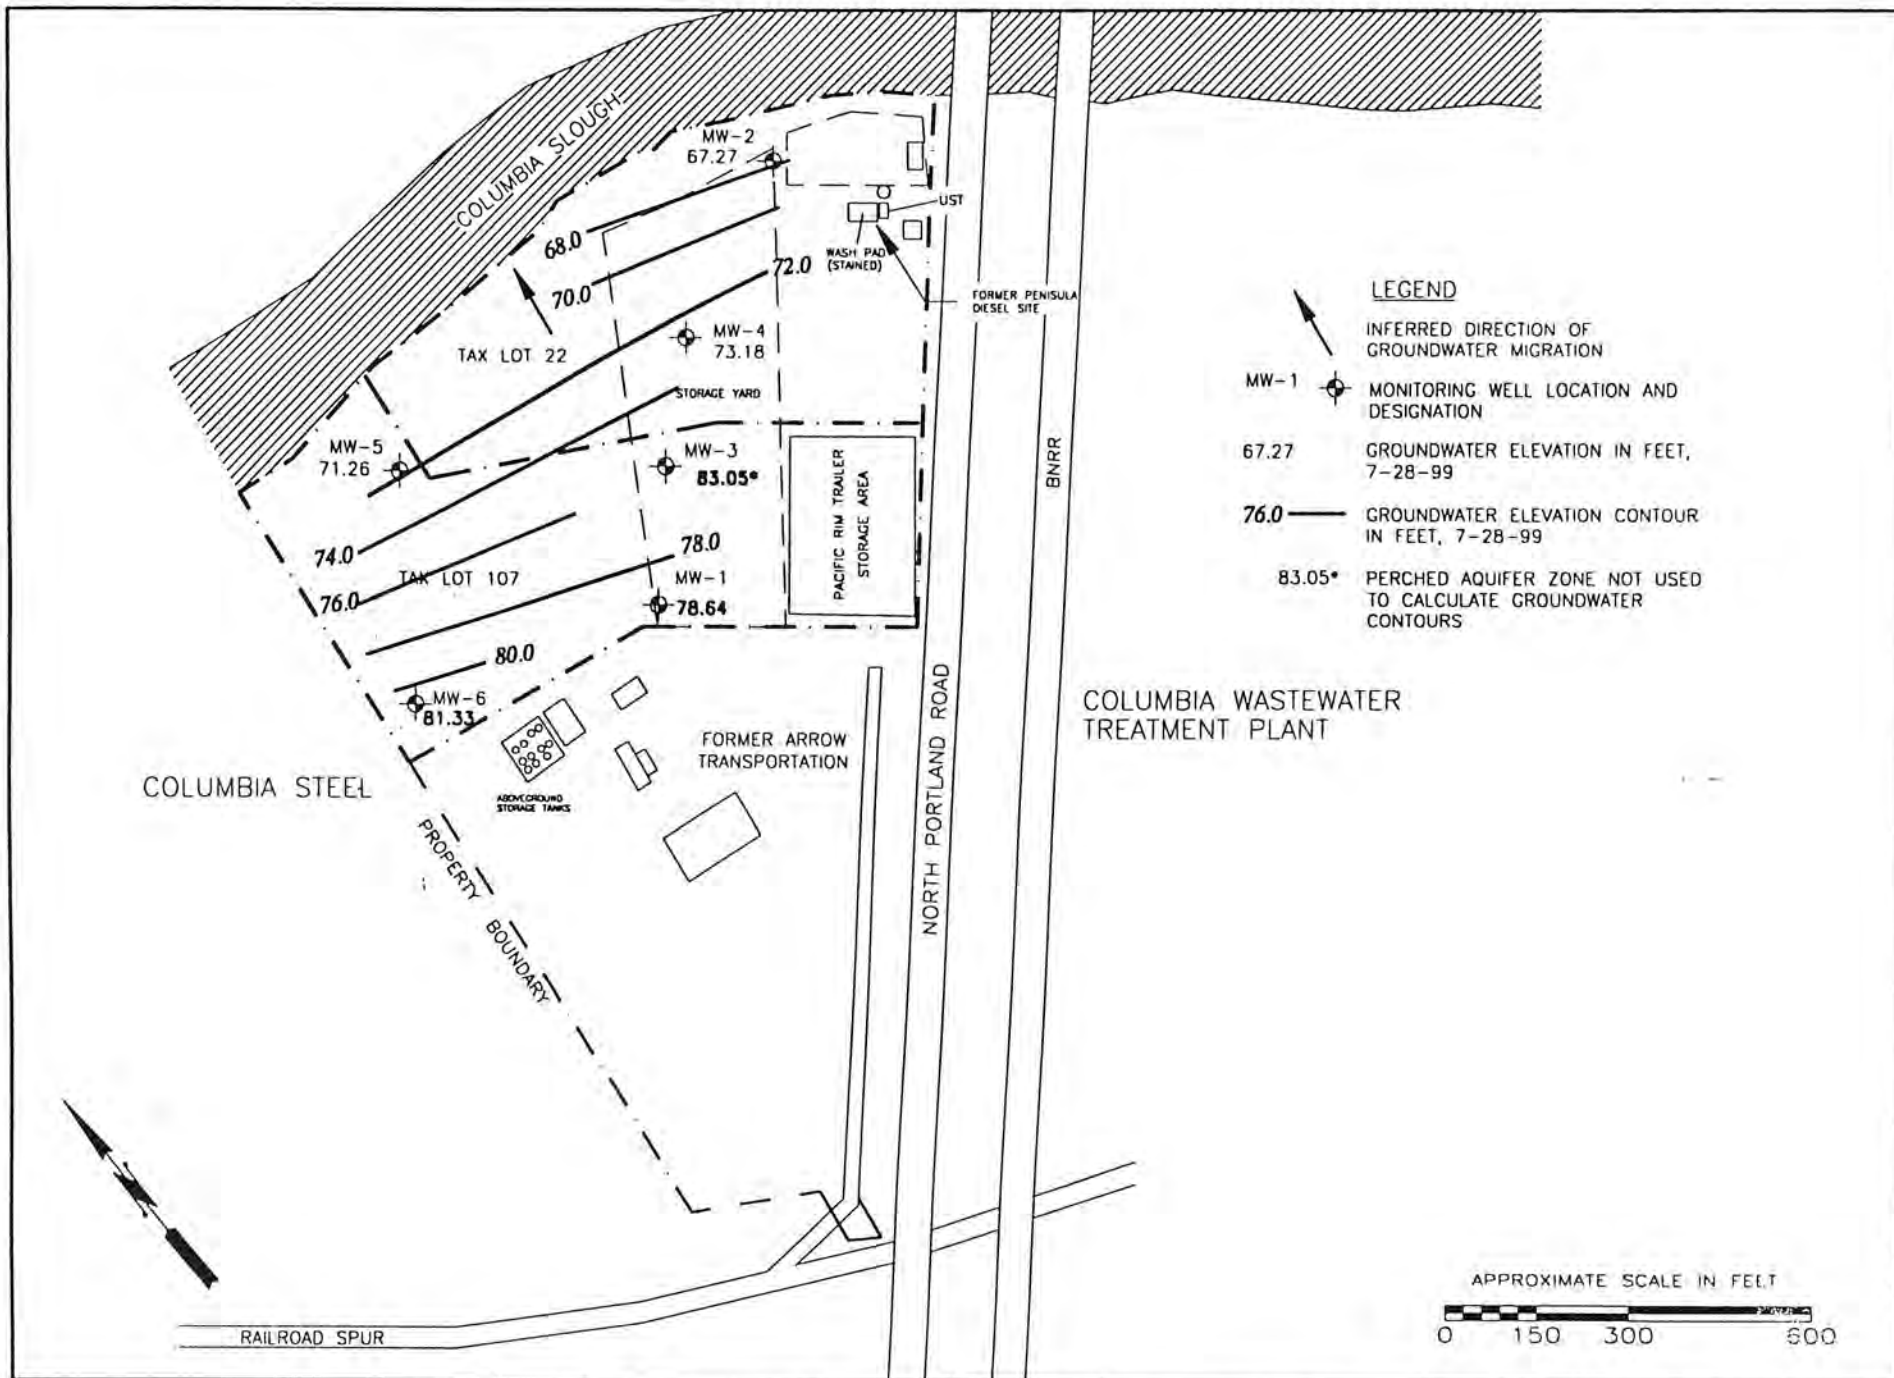 COLUMBIA SLOUGH
MW-2
67.27
68.0
70.0
72.0
UST
WASH PAD
(STAINED)
FORMER PENISULA
DIESEL SITE
MW-4
73.18
TAX LOT 22
STORAGE YARD
MW-5
71.26
MW-3
83.05*
PACIFIC RIM TRAILER
STORAGE AREA
BNRR
74.0
76.0
TAX LOT 107
78.0
MW-1
78.64
80.0
MW-6
81.33
FORMER ARROW
TRANSPORTATION
ABOVEGROUND
STORAGE TANKS
COLUMBIA STEEL
PROPERTY BOUNDARY
NORTH PORTLAND ROAD
COLUMBIA WASTEWATER
TREATMENT PLANT
RAILROAD SPUR
LEGEND
INFERRED DIRECTION OF
GROUNDWATER MIGRATION
MW-1
MONITORING WELL LOCATION AND
DESIGNATION
67.27
GROUNDWATER ELEVATION IN FEET,
7-28-99
76.0
GROUNDWATER ELEVATION CONTOUR
IN FEET, 7-28-99
83.05*
PERCHED AQUIFER ZONE NOT USED
TO CALCULATE GROUNDWATER
CONTOURS
APPROXIMATE SCALE IN FEET
0 150 300 600